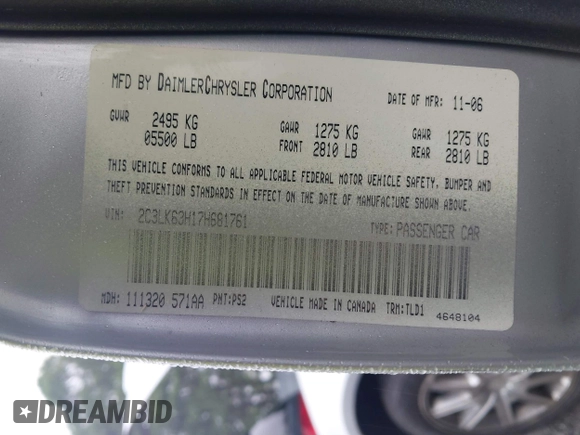 MFD BY DAIMLERCHRYSLER CORPORATION DATE OF MFR: 11-06
GVWR 2495 KG GAWR 1275 KG GAWR 1275 KG
05500 LB FRONT 2810 LB REAR 2810 LB
THIS VEHICLE CONFORMS TO ALL APPLICABLE FEDERAL MOTOR VEHICLE SAFETY, BUMPER AND
THEFT PREVENTION STANDARDS IN EFFECT ON THE DATE OF MANUFACTURE SHOWN ABOVE.
VIN: 2C3LK63H17H681761 TYPE: PASSENGER CAR
MDH: 111320 571AA PNT: PS2 VEHICLE MADE IN CANADA TRM: TLD1
4648104
DREAMBID